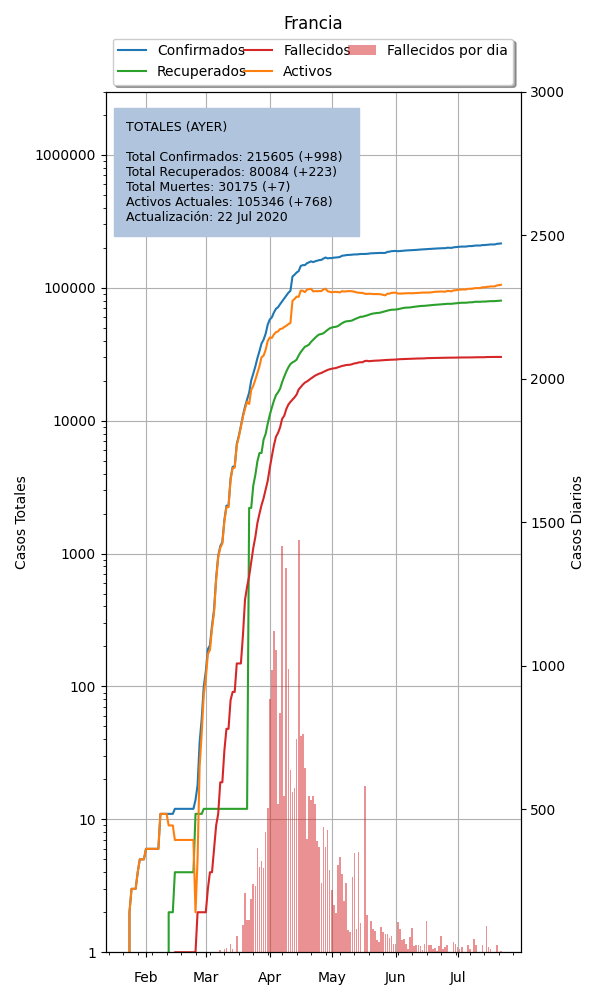 Francia
Confirmados Fallecidos Fallecidos por dia
Recuperados Activos
TOTALES (AYER)
Total Confirmados: 215605 (+998)
Total Recuperados: 80084 (+223)
Total Muertes: 30175 (+7)
Activos Actuales: 105346 (+768)
Actualización: 22 Jul 2020
Casos Totales
1000000
100000
10000
1000
100
10
1
3000
2500
2000
1500
1000
500
Casos Diarios
Feb Mar Apr May Jun Jul